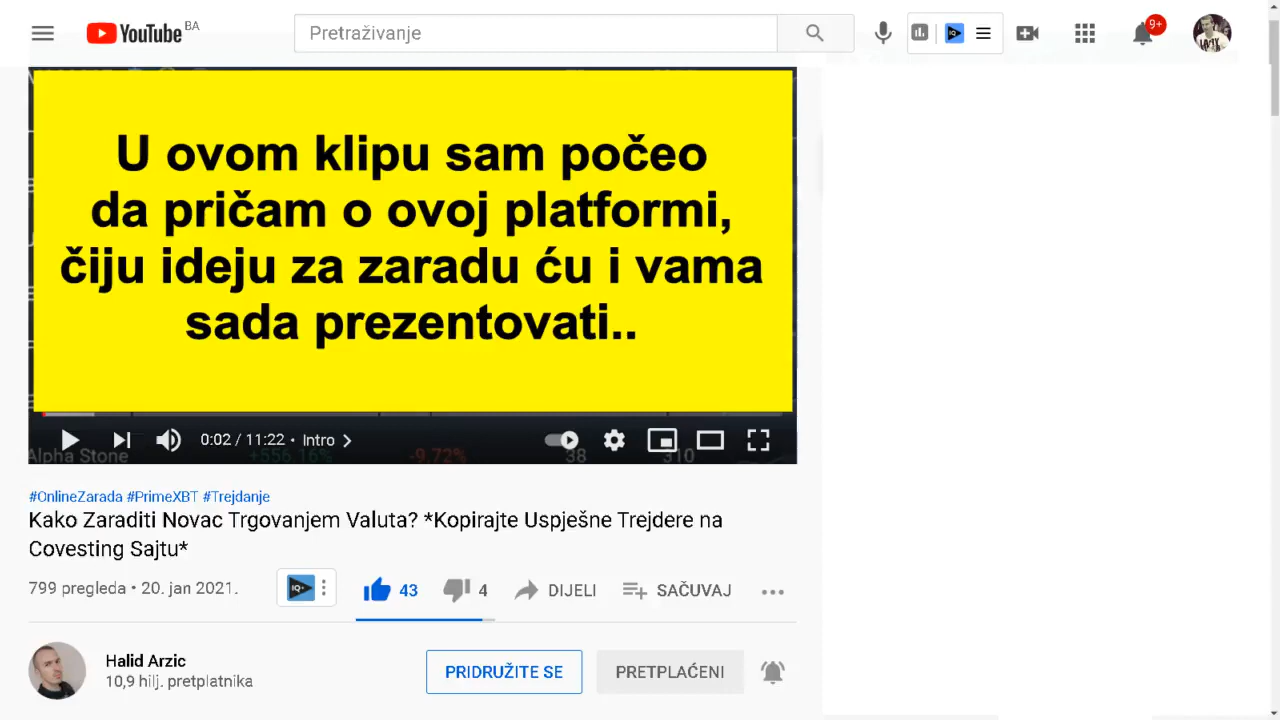 YouTube BA
Pretraživanje
IQ
9+
U ovom klipu sam počeo
da pričam o ovoj platformi,
čiju ideju za zaradu ću i vama
sada prezentovati..
0:02 / 11:22 • Intro
Alpha Stone +556.16% -9.72% 38 310
#OnlineZarada #PrimeXBT #Trejdanje
Kako Zaraditi Novac Trgovanjem Valuta? *Kopirajte Uspješne Trejdere na
Covesting Sajtu*
799 pregleda • 20. jan 2021.
IQ
43
4
DIJELI
SAČUVAJ
Halid Arzic
10,9 hilj. pretplatnika
PRIDRUŽITE SE
PRETPLAĆENI